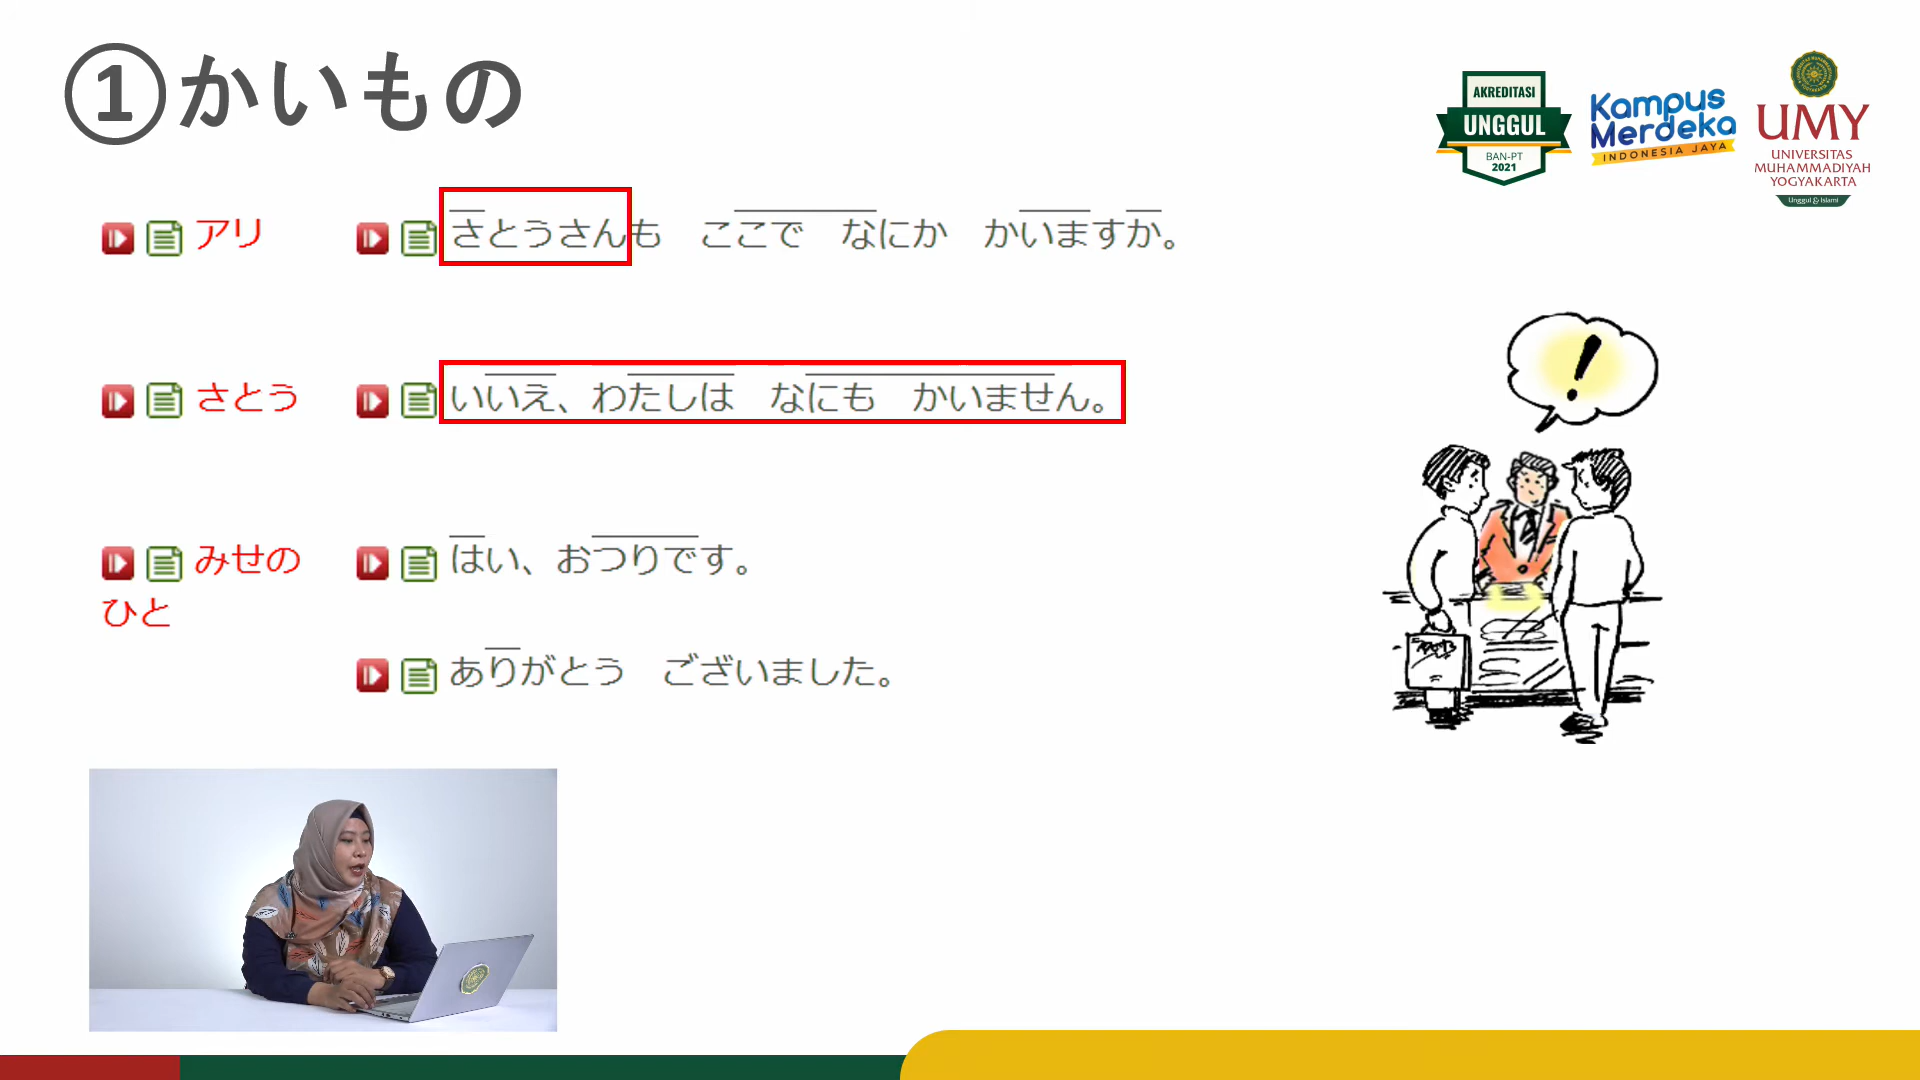 ①かいもの
AKREDITASI
UNGGUL
BAN-PT
2021
Kampus
Merdeka
INDONESIA JAYA
UMY
UNIVERSITAS
MUHAMMADIYAH
YOGYAKARTA
Unggul & Islami
アリ さとうさんも ここで なにか かいますか。
さとう いいえ、わたしは なにも かいません。
みせの はい、おつりです。
ひと
ありがとう ございました。
!